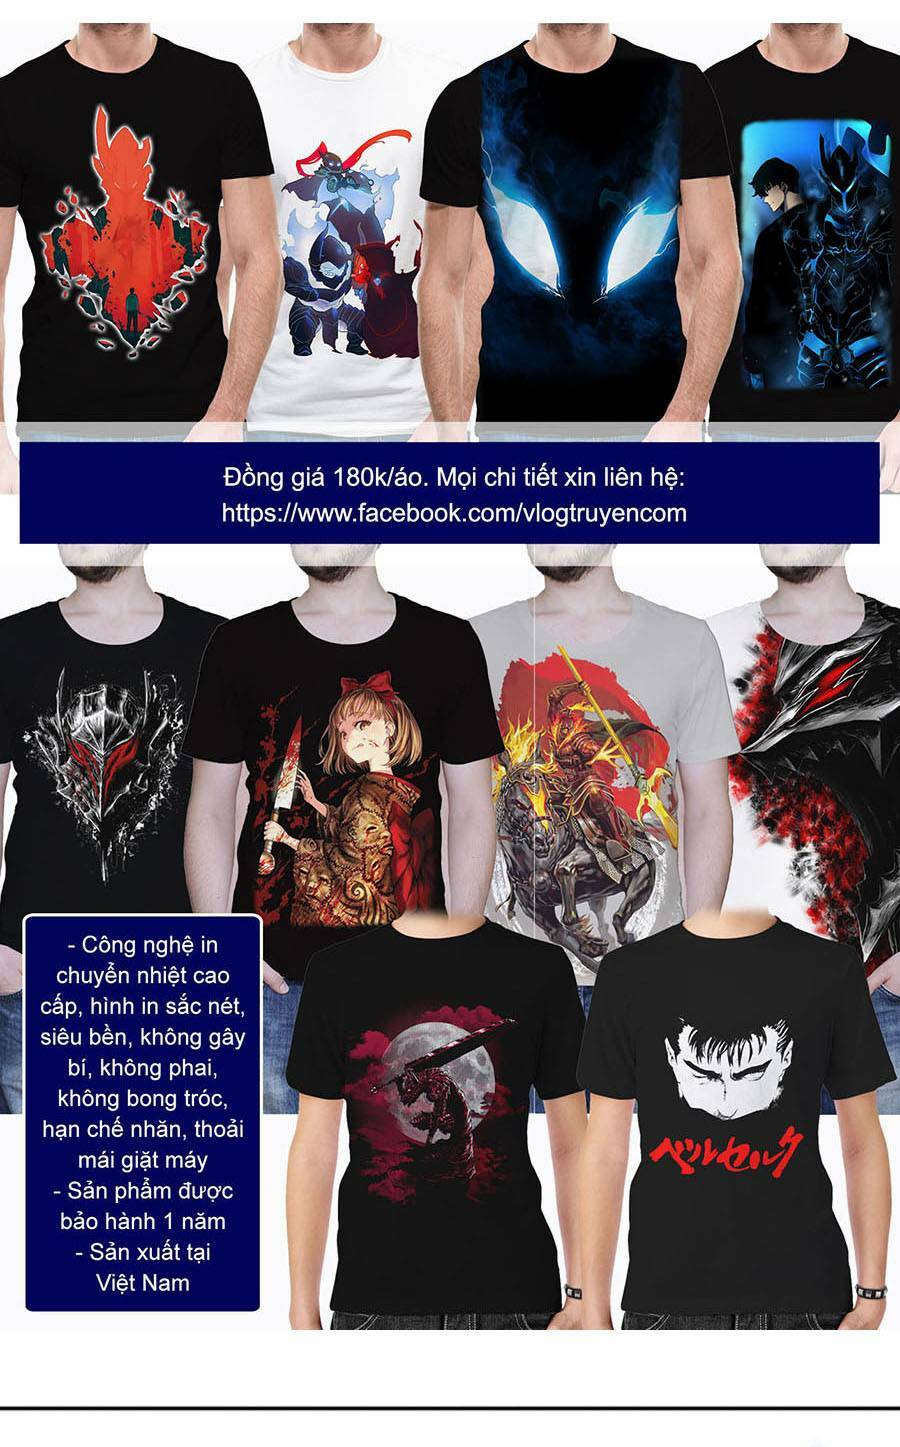 Đồng giá 180k/áo. Mọi chi tiết xin liên hệ:
https://www.facebook.com/vlogtruyencom
- Công nghệ in
chuyển nhiệt cao
cấp, hình in sắc nét,
siêu bền, không gây
bí, không phai,
không bong tróc,
hạn chế nhăn, thoải
mái giặt máy
- Sản phẩm được
bảo hành 1 năm
- Sản xuất tại
Việt Nam
ベルセルク